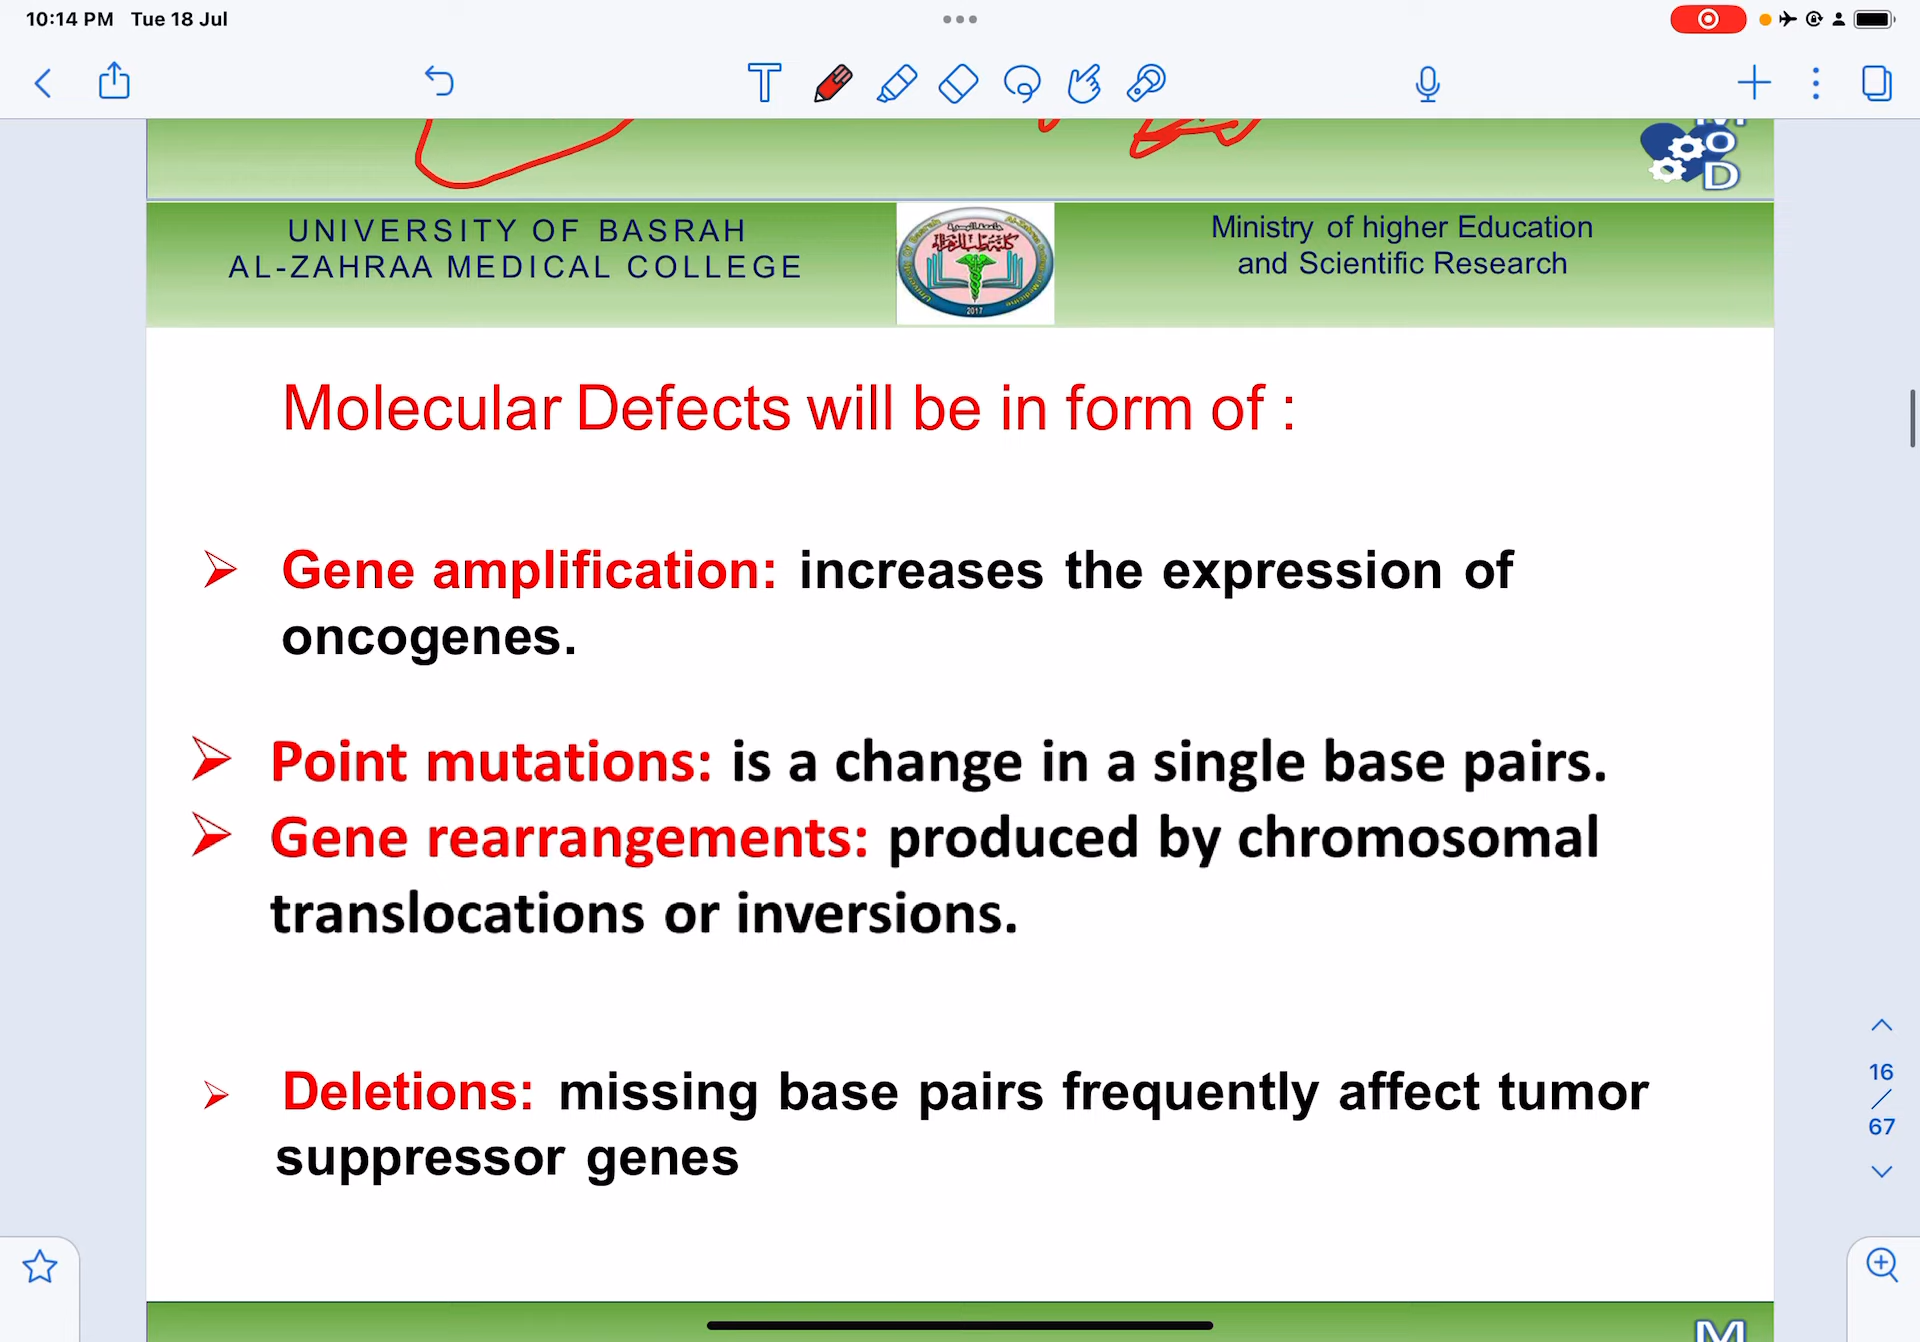 10:14 PM Tue 18 Jul
M
O
D
UNIVERSITY OF BASRAH
AL-ZAHRAA MEDICAL COLLEGE
2017
Ministry of higher Education
and Scientific Research
Molecular Defects will be in form of :
Gene amplification: increases the expression of
oncogenes.
Point mutations: is a change in a single base pairs.
Gene rearrangements: produced by chromosomal
translocations or inversions.
Deletions: missing base pairs frequently affect tumor
suppressor genes
16
/
67
M